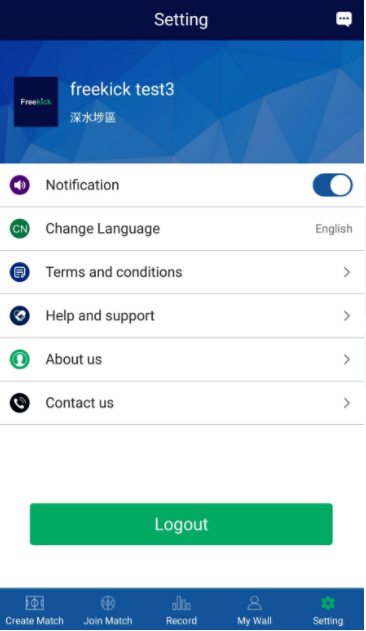 Setting
Freekick
freekick test3
深水埗區
Notification
CN
Change Language
English
Terms and conditions
Help and support
About us
Contact us
Logout
Create Match
Join Match
Record
My Wall
Setting